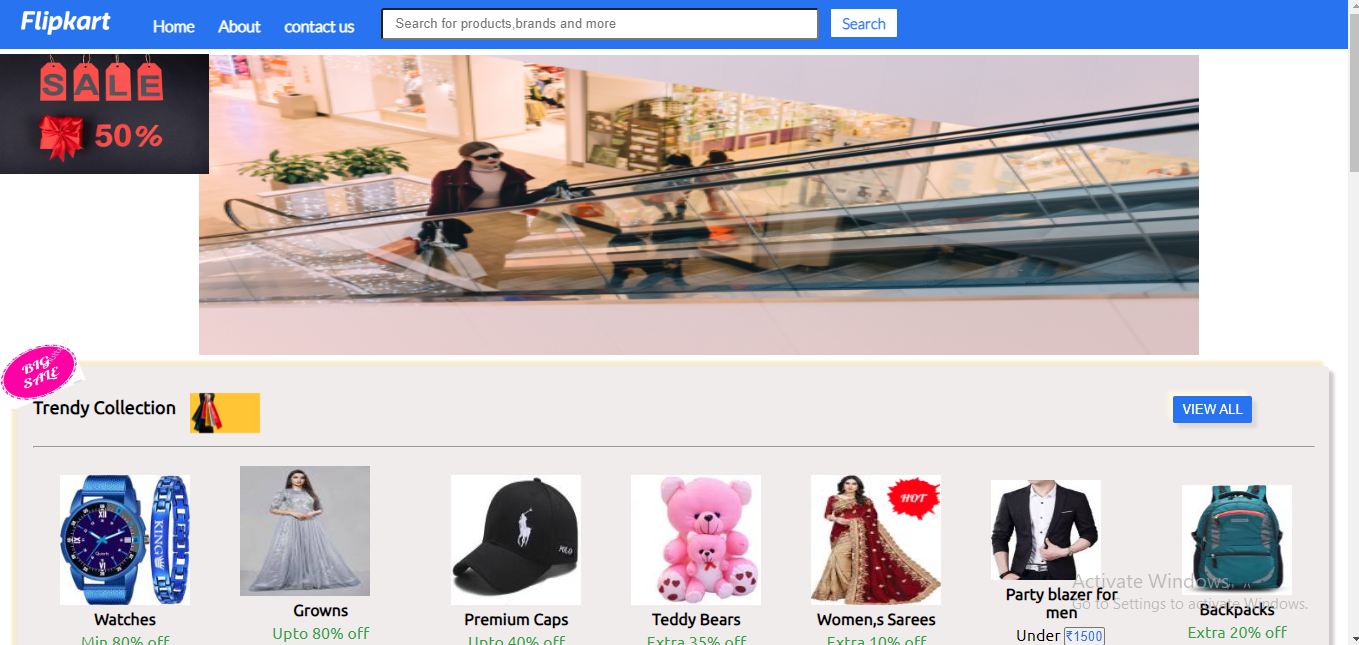 Flipkart Home About contact us Search for products,brands and more Search
SALE
50%
BIG
SALE
Trendy Collection VIEW ALL
KING
POLO
HOT
Watches
Min 80% off
Growns
Upto 80% off
Premium Caps
Upto 40% off
Teddy Bears
Extra 35% off
Women,s Sarees
Extra 10% off
Party blazer for
men
Under ₹1500
Backpacks
Extra 20% off
Activate Windows
Go to Settings to activate Windows.